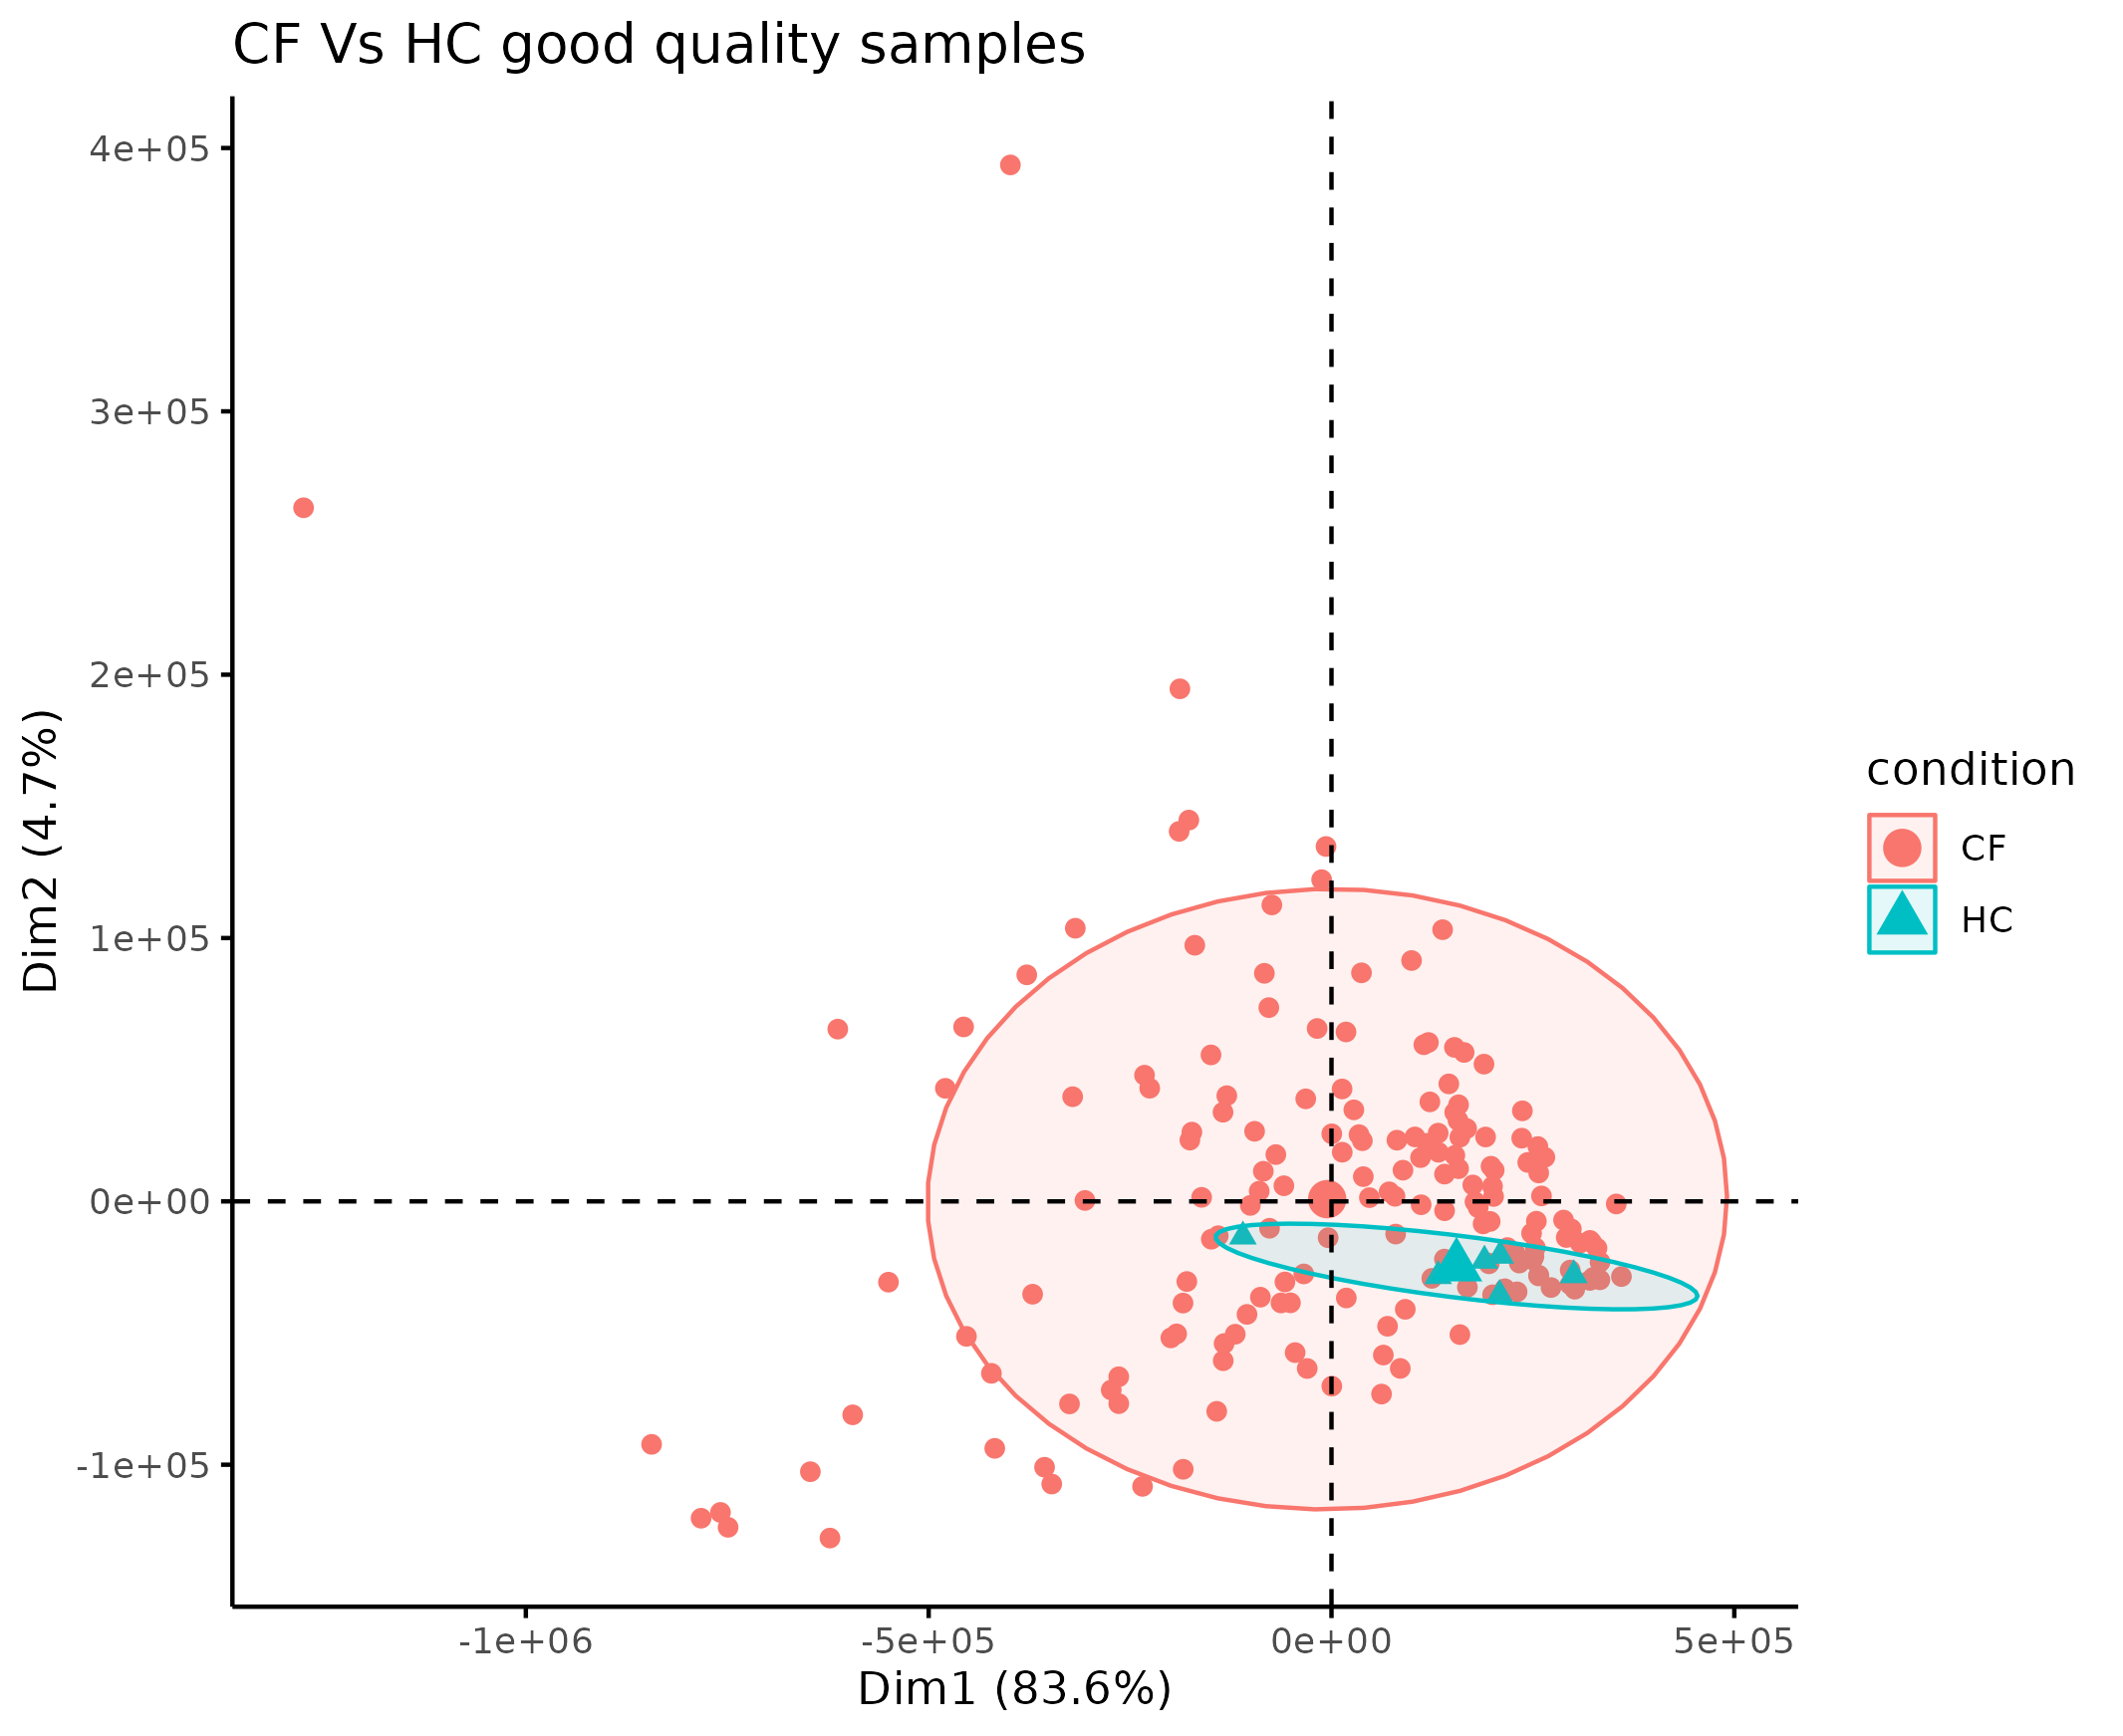 CF Vs HC good quality samples
4e+05
3e+05
2e+05
1e+05
0e+00
-1e+05
Dim2 (4.7%)
-1e+06
-5e+05
0e+00
5e+05
Dim1 (83.6%)
condition
CF
HC